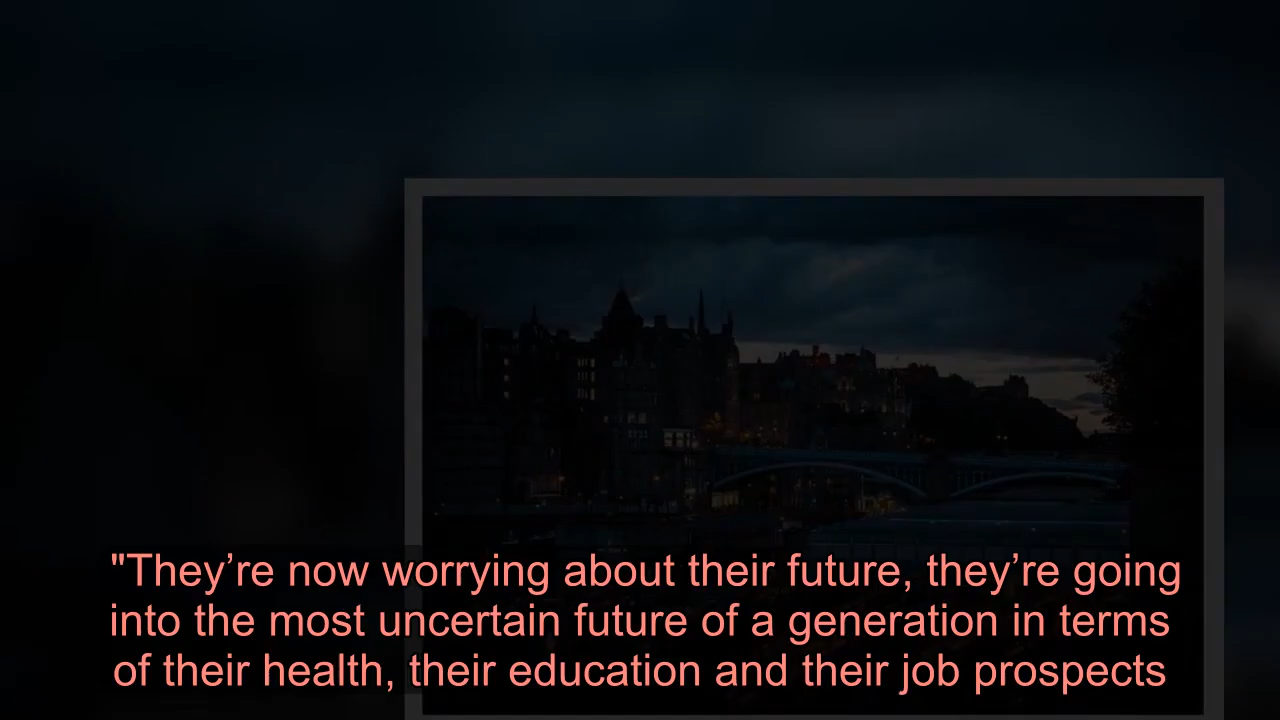 "They’re now worrying about their future, they’re going
into the most uncertain future of a generation in terms
of their health, their education and their job prospects